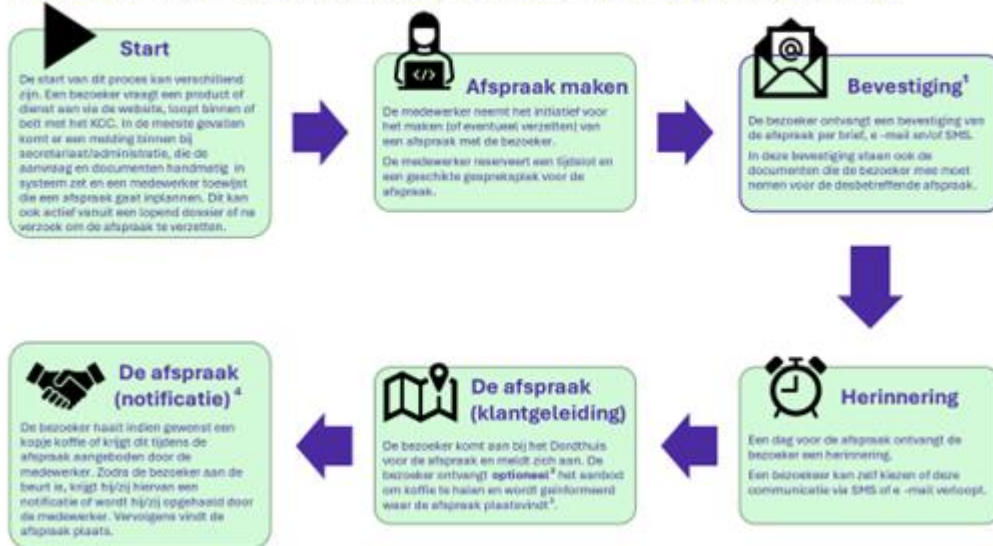 Start
De start van dit proces kan verschillend
zijn. Een bezoeker vraagt een product of
dienst aan via de website, loopt binnen of
belt met het KCC. In de meeste gevallen
komt er een melding binnen bij
secretariaat/administratie, die de
aanvraag en documenten handmatig in
systeem zet en een medewerker toewijst
die een afspraak gaat inplannen. Dit kan
ook actief vanuit een lopend dossier of na
verzoek om de afspraak te verzetten.
</>
Afspraak maken
De medewerker neemt het initiatief voor
het maken (of eventueel verzetten) van
een afspraak met de bezoeker.
De medewerker reserveert een tijdslot en
een geschikte gespreksplek voor de
afspraak.
@
Bevestiging¹
De bezoeker ontvangt een bevestiging van
de afspraak per brief, e -mail en/of SMS.
In deze bevestiging staan ook de
documenten die de bezoeker mee moet
nemen voor de desbetreffende afspraak.
Herinnering
Een dag voor de afspraak ontvangt de
bezoeker een herinnering.
Een bezoeker kan zelf kiezen of deze
communicatie via SMS of e -mail verloopt.
De afspraak
(klantgeleiding)
De bezoeker komt aan bij het Dordthuis
voor de afspraak en meldt zich aan. De
bezoeker ontvangt optioneel het aanbod
om koffie te halen en wordt geïnformeerd
waar de afspraak plaatsvindt.
De afspraak
(notificatie) ⁴
De bezoeker haalt indien gewenst een
kopje koffie of krijgt dit tijdens de
afspraak aangeboden door de
medewerker. Zodra de bezoeker aan de
beurt is, krijgt hij/zij hiervan een
notificatie of wordt hij/zij opgehaald door
de medewerker. Vervolgens vindt de
afspraak plaats.